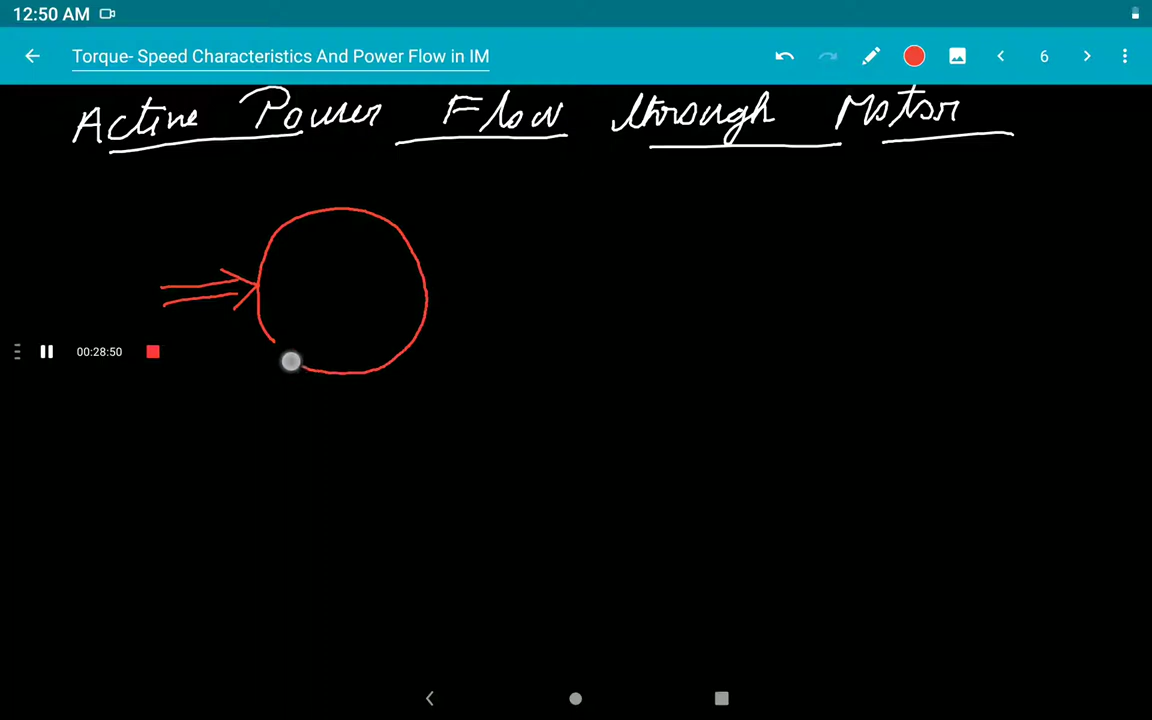 12:50 AM
Torque- Speed Characteristics And Power Flow in IM
6
Active Power Flow through Motor
00:28:50